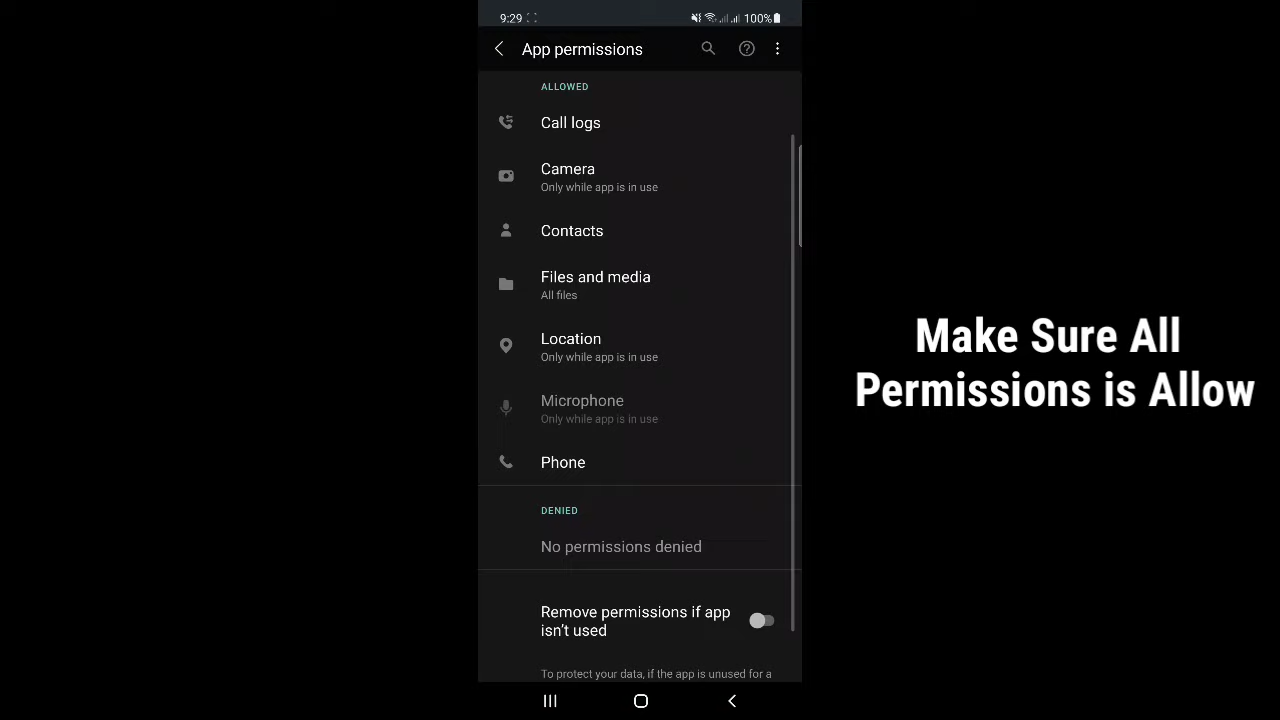 9:29
100%
App permissions
ALLOWED
Call logs
Camera
Only while app is in use
Contacts
Files and media
All files
Location
Only while app is in use
Microphone
Only while app is in use
Phone
DENIED
No permissions denied
Remove permissions if app
isn't used
To protect your data, if the app is unused for a
Make Sure All
Permissions is Allow